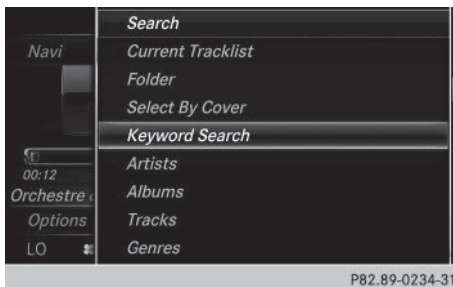 Search
Navi
Current Tracklist
Folder
Select By Cover
Keyword Search
Artists
00:12
Albums
Orchestre
Tracks
Options
Genres
LO
P82.89-0234-31